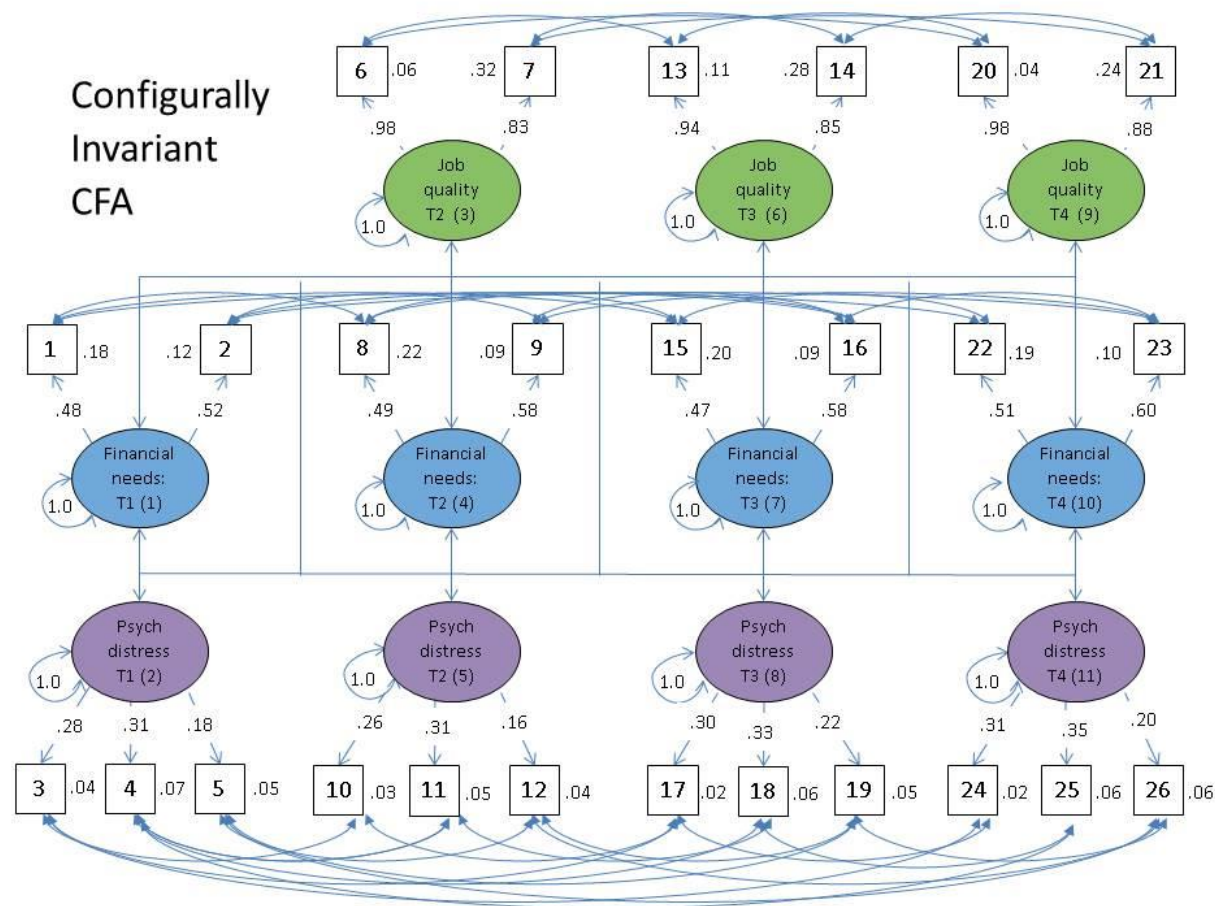 Configurally
Invariant
CFA
6 .06 .32 7 13 .11 .28 14 20 .04 .24 21
.98 .83 .94 .85 .98 .88
Job
quality
T2 (3)
1.0
Job
quality
T3 (6)
1.0
Job
quality
T4 (9)
1.0
1 .18 .12 2 8 .22 .09 9 15 .20 .09 16 22 .19 .10 23
.48 .52 .49 .58 .47 .58 .51 .60
Financial
needs:
T1 (1)
1.0
Financial
needs:
T2 (4)
1.0
Financial
needs:
T3 (7)
1.0
Financial
needs:
T4 (10)
1.0
Psych
distress
T1 (2)
1.0
Psych
distress
T2 (5)
1.0
Psych
distress
T3 (8)
1.0
Psych
distress
T4 (11)
1.0
.28 .31 .18 .26 .31 .16 .30 .33 .22 .31 .35 .20
3 .04 4 .07 5 .05 10 .03 11 .05 12 .04 17 .02 18 .06 19 .05 24 .02 25 .06 26 .06